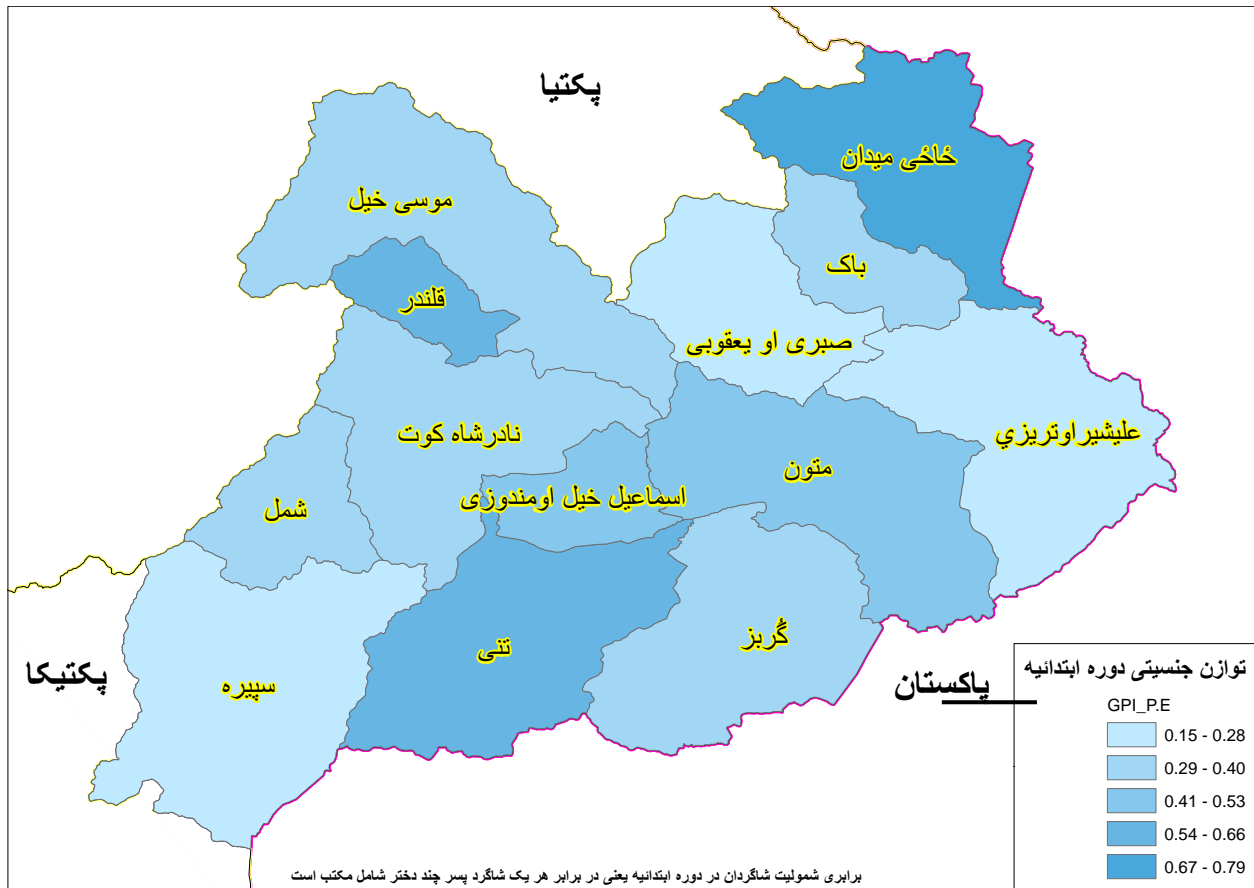 پکتیا
ځاځی میدان
موسی خیل
باک
قلندر
صبری او یعقوبی
علیشیراوتریزي
نادرشاه کوت
متون
اسماعیل خیل اومندوزی
شمل
گُربز
تنی
سپیره
پکتیکا
پاکستان
توازن جنسیتی دوره ابتدائیه
GPI_P.E
0.15 - 0.28
0.29 - 0.40
0.41 - 0.53
0.54 - 0.66
0.67 - 0.79
برابری شمولیت شاگردان در دوره ابتدائیه یعنی در برابر هر یک شاگرد پسر چند دختر شامل مکتب است